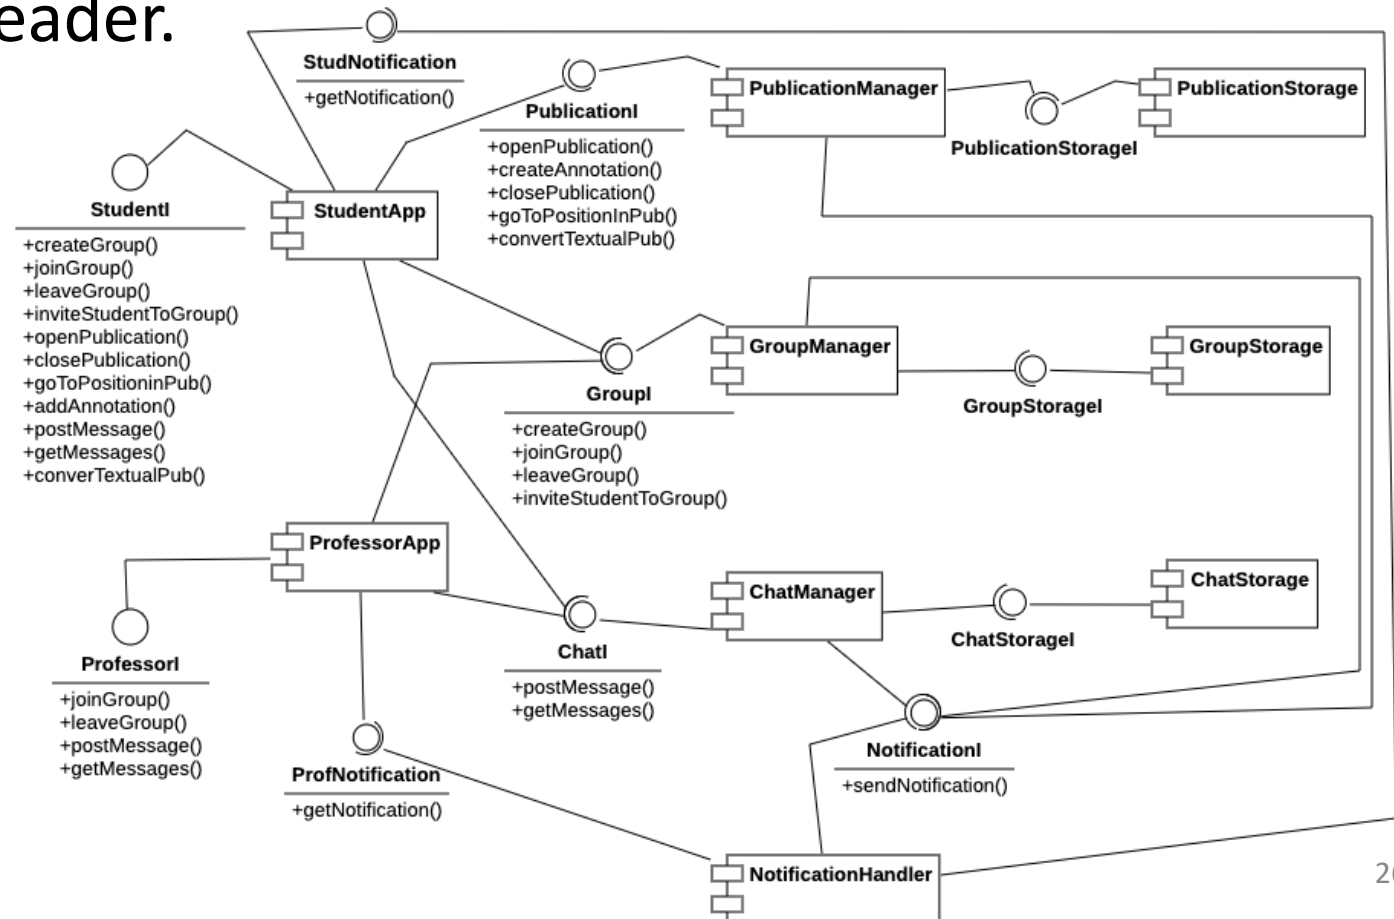 eader.
StudNotification
+getNotification()
PublicationI
+openPublication()
+createAnnotation()
+closePublication()
+goToPositionInPub()
+convertTextualPub()
PublicationManager
PublicationStorageI
PublicationStorage
StudentI
+createGroup()
+joinGroup()
+leaveGroup()
+inviteStudentToGroup()
+openPublication()
+closePublication()
+goToPositioninPub()
+addAnnotation()
+postMessage()
+getMessages()
+converTextualPub()
StudentApp
GroupI
+createGroup()
+joinGroup()
+leaveGroup()
+inviteStudentToGroup()
GroupManager
GroupStorageI
GroupStorage
ProfessorApp
ProfessorI
+joinGroup()
+leaveGroup()
+postMessage()
+getMessages()
ChatI
+postMessage()
+getMessages()
ChatManager
ChatStorageI
ChatStorage
ProfNotification
+getNotification()
NotificationI
+sendNotification()
NotificationHandler